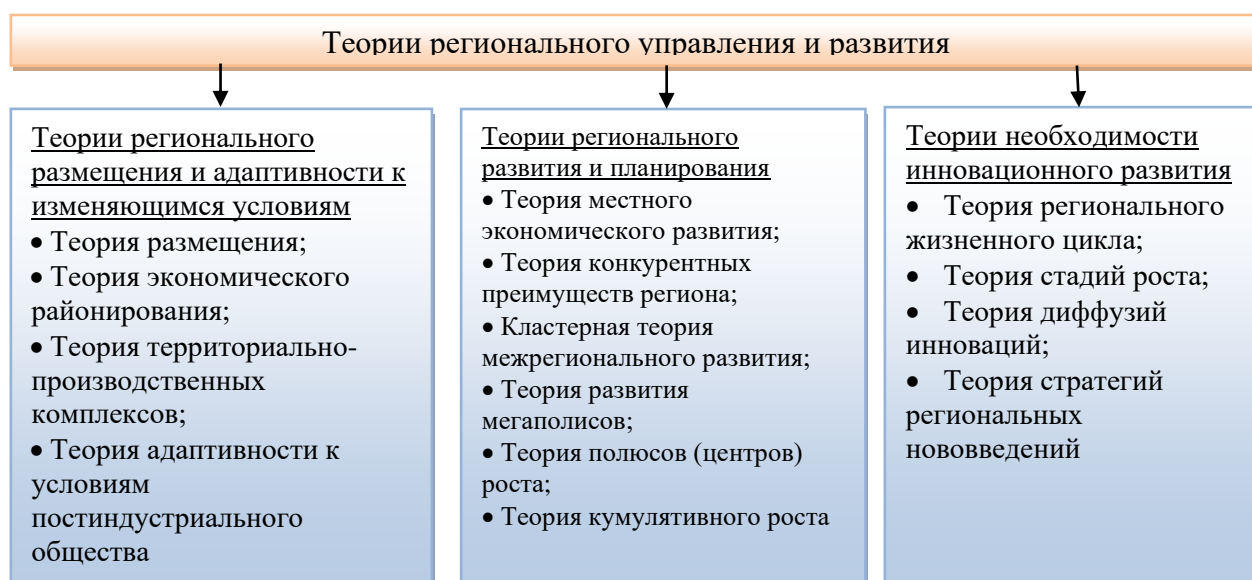 Теории регионального управления и развития
Теории регионального
размещения и адаптивности к
изменяющимся условиям
• Теория размещения;
• Теория экономического
районирования;
• Теория территориально-
производственных
комплексов;
• Теория адаптивности к
условиям
постиндустриального
общества
Теории регионального
развития и планирования
• Теория местного
экономического развития;
• Теория конкурентных
преимуществ региона;
• Кластерная теория
межрегионального развития;
• Теория развития
мегаполисов;
• Теория полюсов (центров)
роста;
• Теория кумулятивного роста
Теории необходимости
инновационного развития
• Теория регионального
жизненного цикла;
• Теория стадий роста;
• Теория диффузий
инноваций;
• Теория стратегий
региональных
нововведений